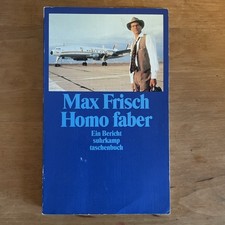 Max Frisch
Homo faber
Ein Bericht
suhrkamp
taschenbuch